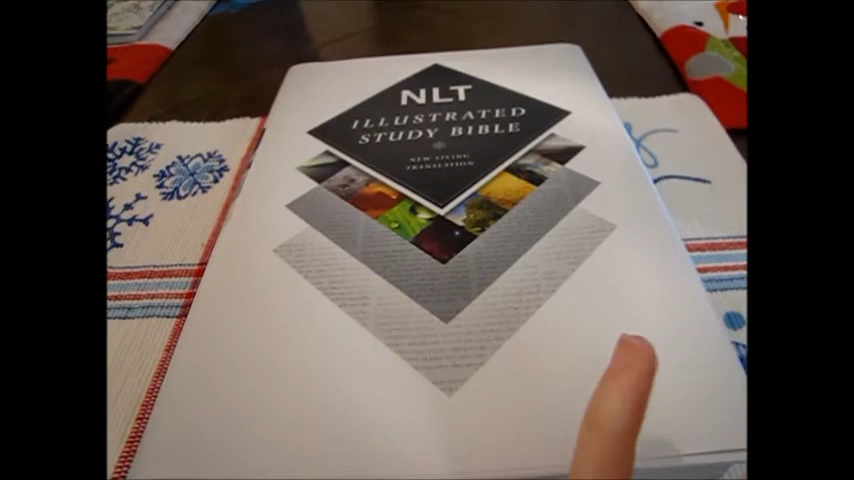 NLT
ILLUSTRATED
STUDY BIBLE
NEW LIVING
TRANSLATION